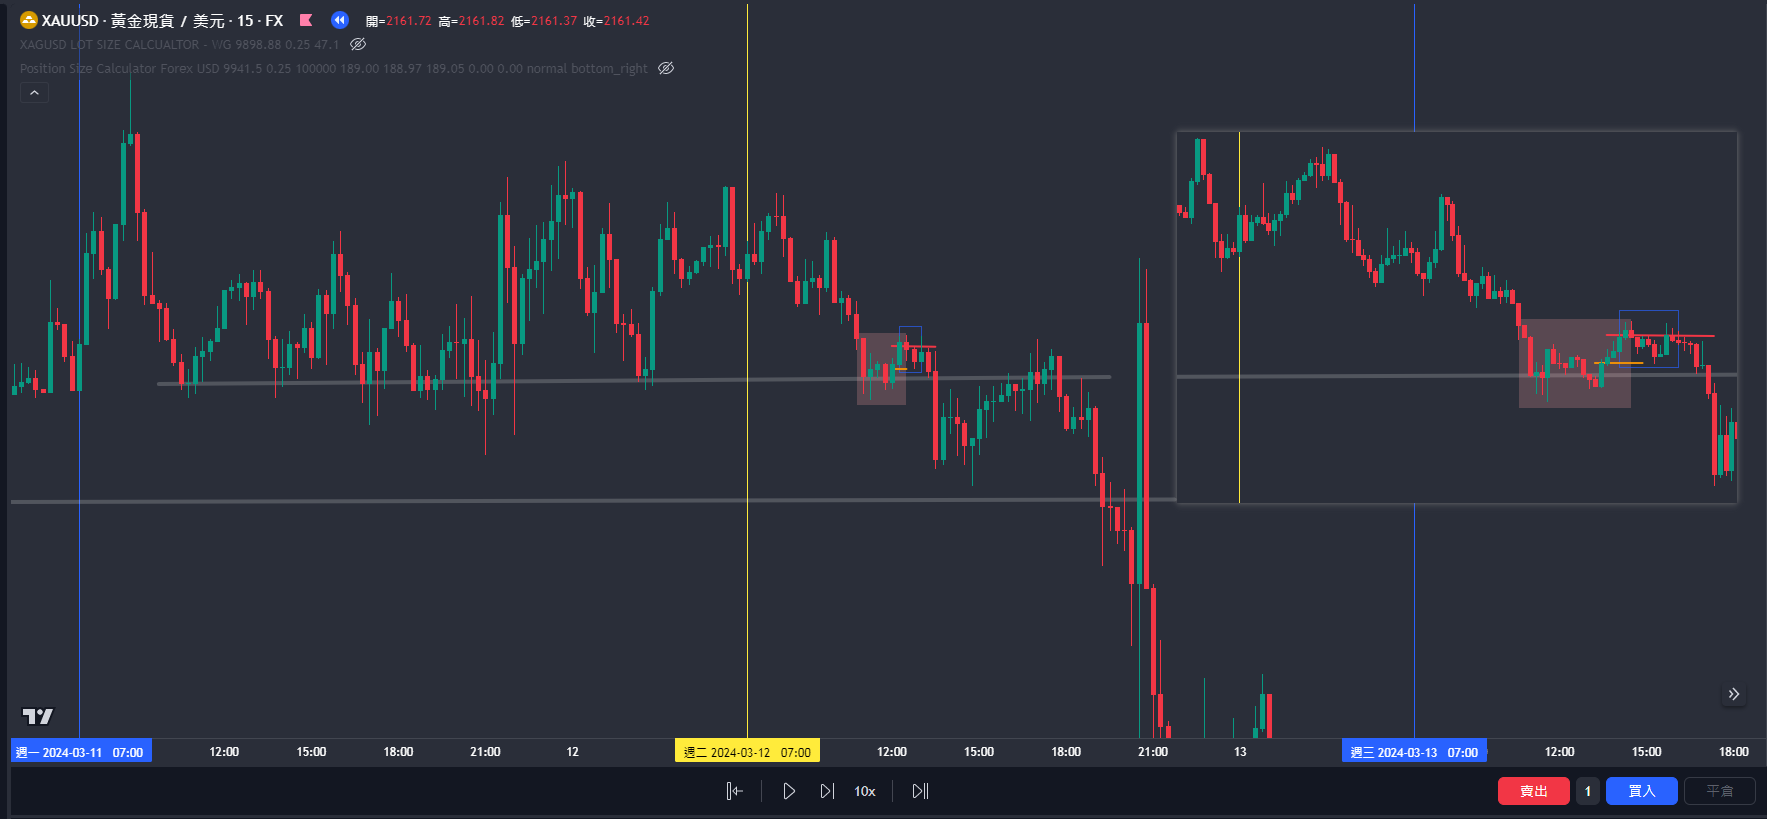 XAUUSD · 黃金現貨 / 美元 · 15 · FX 開=2161.72 高=2161.82 低=2161.37 收=2161.42
XAGUSD LOT SIZE CALCUALTOR - WG 9898.88 0.25 47.1
Position Size Calculator Forex USD 9941.5 0.25 100000 189.00 188.97 189.05 0.00 0.00 normal bottom_right
週一 2024-03-11 07:00 12:00 15:00 18:00 21:00 12 週二 2024-03-12 07:00 12:00 15:00 18:00 21:00 13 週三 2024-03-13 07:00 12:00 15:00 18:00
10x 賣出 1 買入 平倉